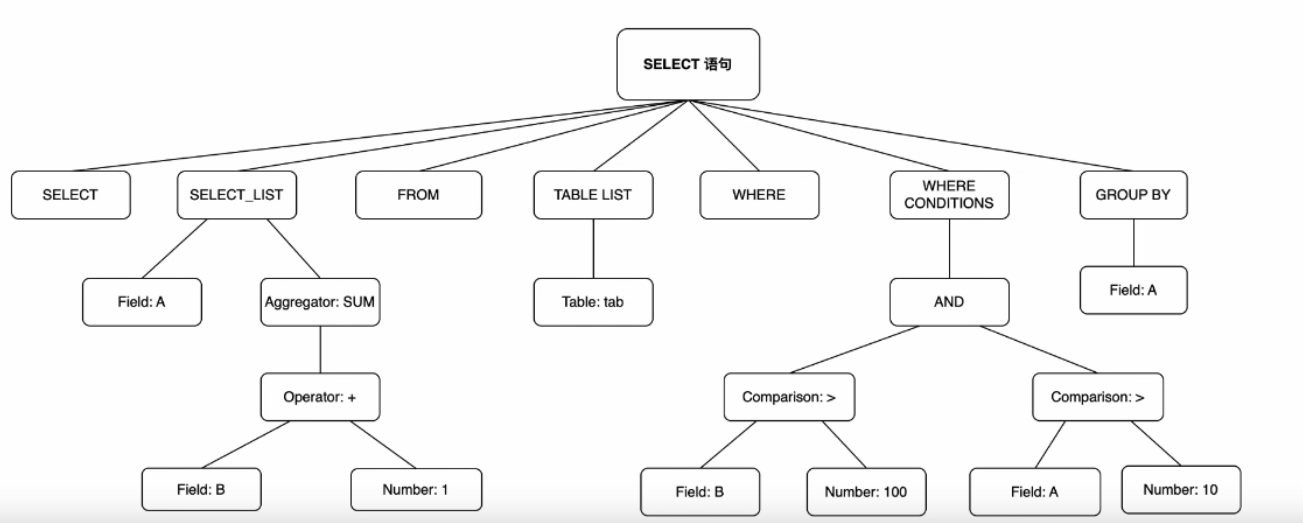 SELECT 语句
SELECT
SELECT_LIST
FROM
TABLE LIST
WHERE
WHERE
CONDITIONS
GROUP BY
Field: A
Aggregator: SUM
Table: tab
AND
Field: A
Operator: +
Comparison: >
Comparison: >
Field: B
Number: 1
Field: B
Number: 100
Field: A
Number: 10